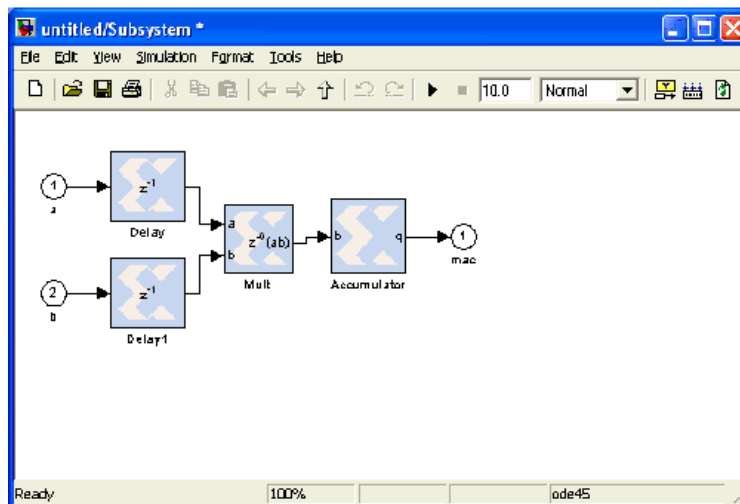 untitled/Subsystem *
File Edit View Simulation Format Tools Help
10.0 Normal
1
a
z⁻¹
Delay
2
b
z⁻¹
Delay1
a
b
z⁻⁰(ab)
Mult
b q
Accumulator
1
mac
Ready 100% ode45